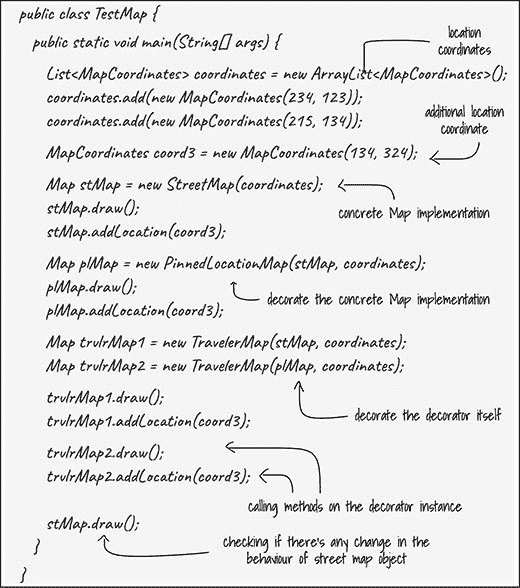 public class TestMap {
public static void main(String[] args) {
location
coordinates
List<MapCoordinates> coordinates = new ArrayList<MapCoordinates>();
coordinates.add(new MapCoordinates(234, 123));
coordinates.add(new MapCoordinates(215, 134));
additional location
coordinate
MapCoordinates coord3 = new MapCoordinates(134, 324);
Map stMap = new StreetMap(coordinates);
stMap.draw();
stMap.addLocation(coord3);
concrete Map implementation
Map plMap = new PinnedLocationMap(stMap, coordinates);
plMap.draw();
plMap.addLocation(coord3);
decorate the concrete Map implementation
Map trvlrMap1 = new TravelerMap(stMap, coordinates);
Map trvlrMap2 = new TravelerMap(plMap, coordinates);
trvlrMap1.draw();
trvlrMap1.addLocation(coord3);
decorate the decorator itself
trvlrMap2.draw();
trvlrMap2.addLocation(coord3);
calling methods on the decorator instance
stMap.draw();
checking if there's any change in the
behaviour of street map object
}
}